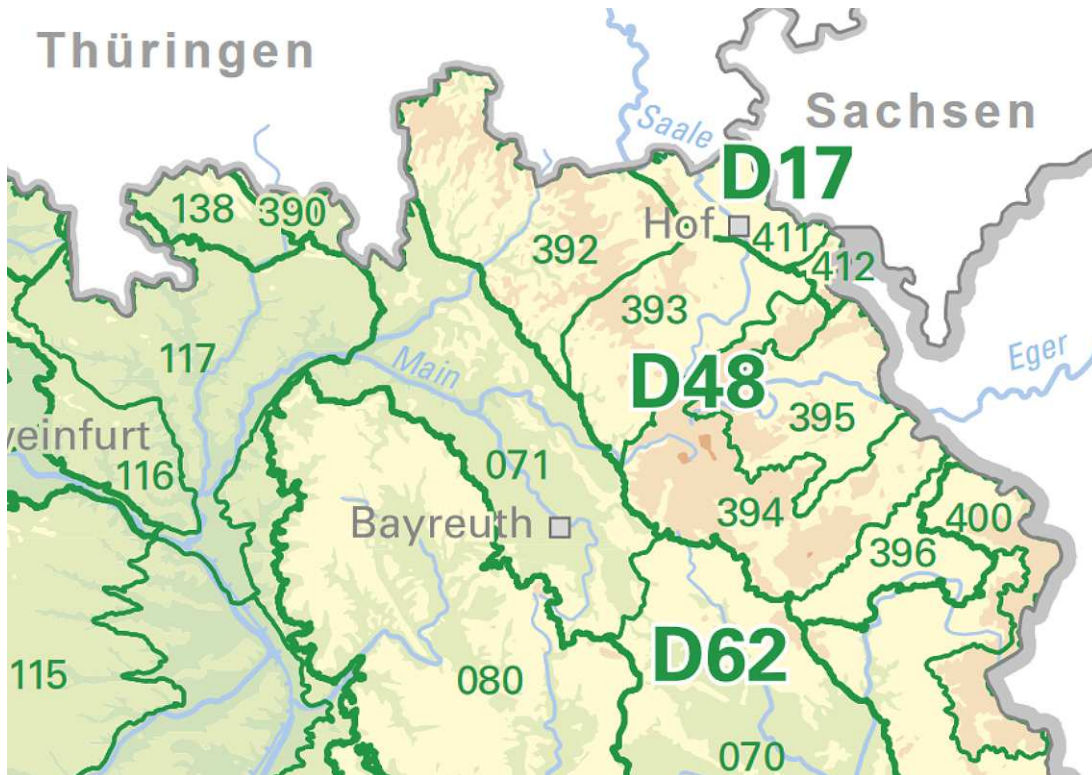 Thüringen
Sachsen
Saale
D17
138
390
Hof
411
392
412
393
117
Main
Eger
D48
395
weinfurt
116
071
394
400
Bayreuth
396
D62
115
080
070